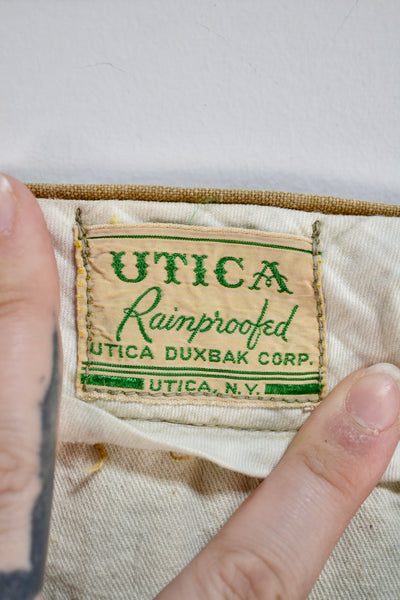 UTICA
Rainproofed
UTICA DUXBAK CORP.
UTICA, N.Y.